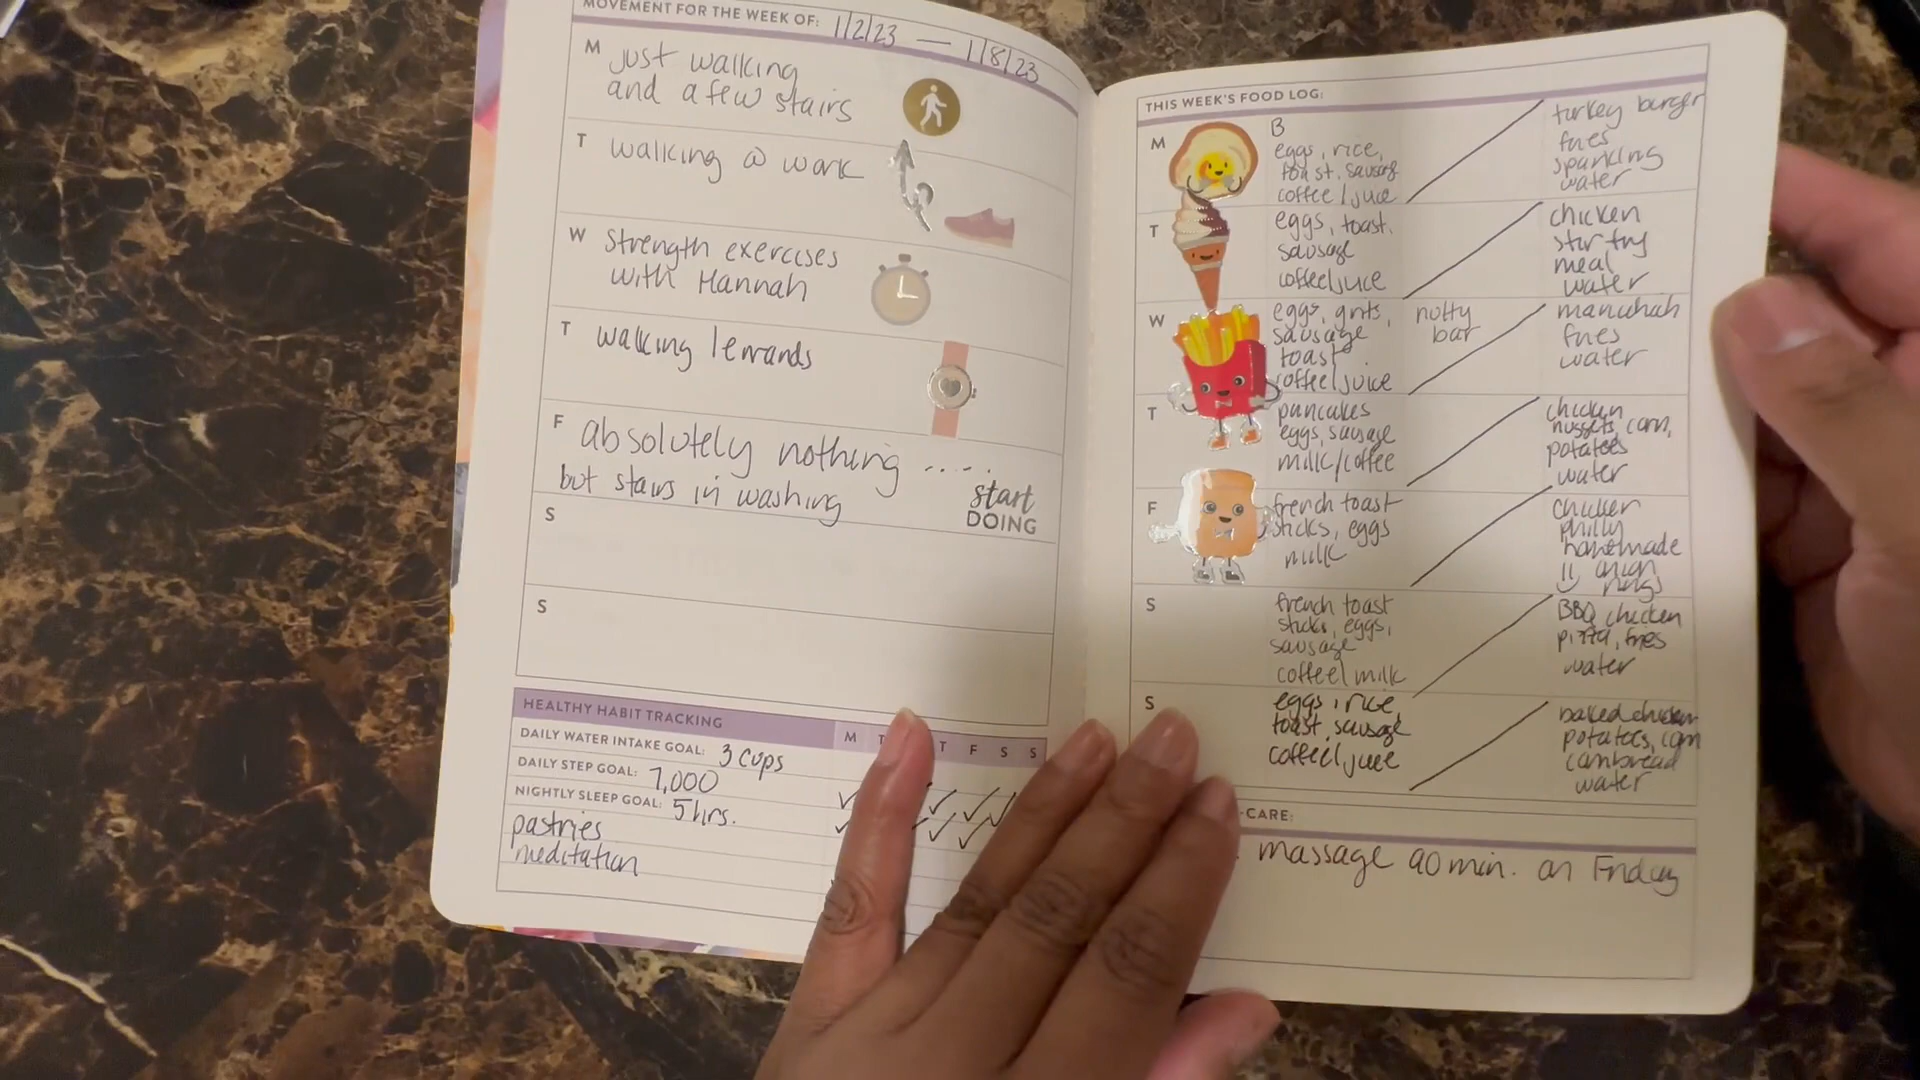 MOVEMENT FOR THE WEEK OF: 1/2/23 — 1/8/23
M just walking
and a few stairs
T walking @ work
W Strength exercises
with Hannah
T walking / errands
F absolutely nothing .....
but stairs in washing
start
DOING
S
S
HEALTHY HABIT TRACKING
M T F S S
DAILY WATER INTAKE GOAL: 3 cups
DAILY STEP GOAL: 7,000
NIGHTLY SLEEP GOAL: 5 hrs.
pastries
meditation
THIS WEEK'S FOOD LOG:
M
B
eggs, rice,
toast, sausage
coffee/juice
turkey burger
fries
sparkling
water
T
eggs, toast,
sausage
coffee/juice
chicken
stir fry
meal
water
W
eggs, grits,
sausage
toast
coffee/juice
nutty
bar
manwhich
fries
water
T
pancakes
eggs, sausage
milk/coffee
chicken
nuggets, corn,
potatoes
water
F
french toast
sticks, eggs
milk
chicken
philly
homemade
onion
rings
S
french toast
sticks, eggs,
sausage
coffee/milk
BBQ chicken
pizza, fries
water
S
eggs, rice
toast, sausage
coffee/juice
baked chicken
potatoes, corn
cornbread
water
-CARE:
massage 90 min. on Friday